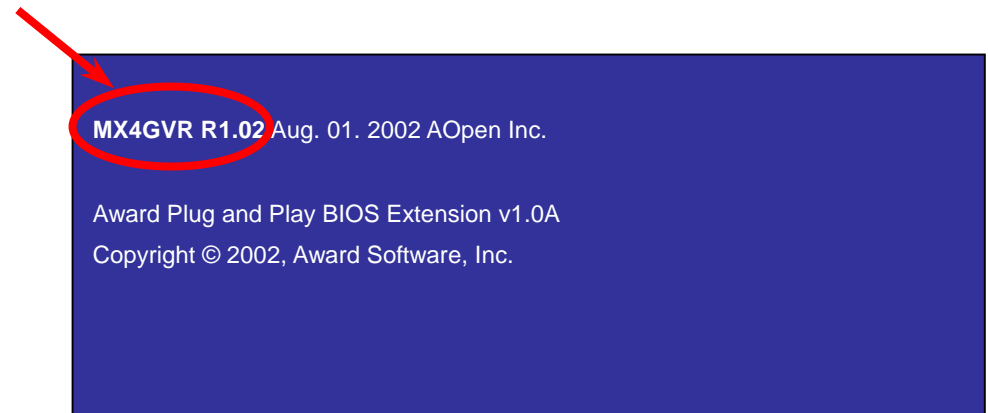 MX4GVR R1.02 Aug. 01. 2002 AOpen Inc.
Award Plug and Play BIOS Extension v1.0A
Copyright © 2002, Award Software, Inc.